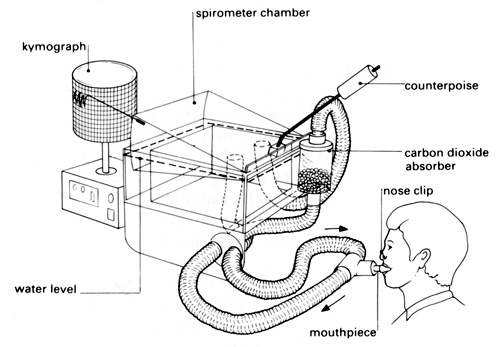 spirometer chamber
kymograph
counterpoise
carbon dioxide
absorber
nose clip
water level
mouthpiece